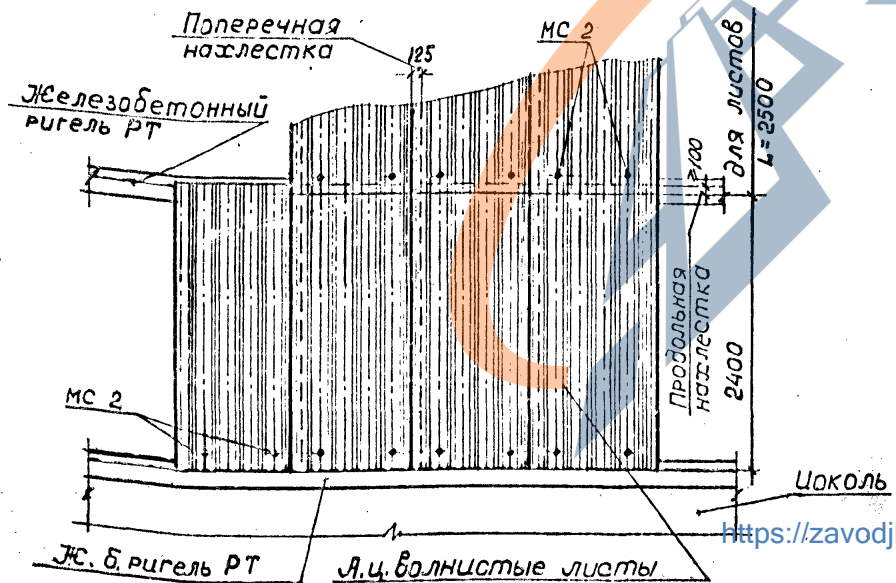 Поперечная
нахлестка
125
МС 2
Железобетонный
ригель РТ
для листов
L=2500
≥100
Продольная
нахлестка
2400
МС 2
Цоколь
https://zavodj
Ж.б.ригель РТ
А.ц.волнистые листы